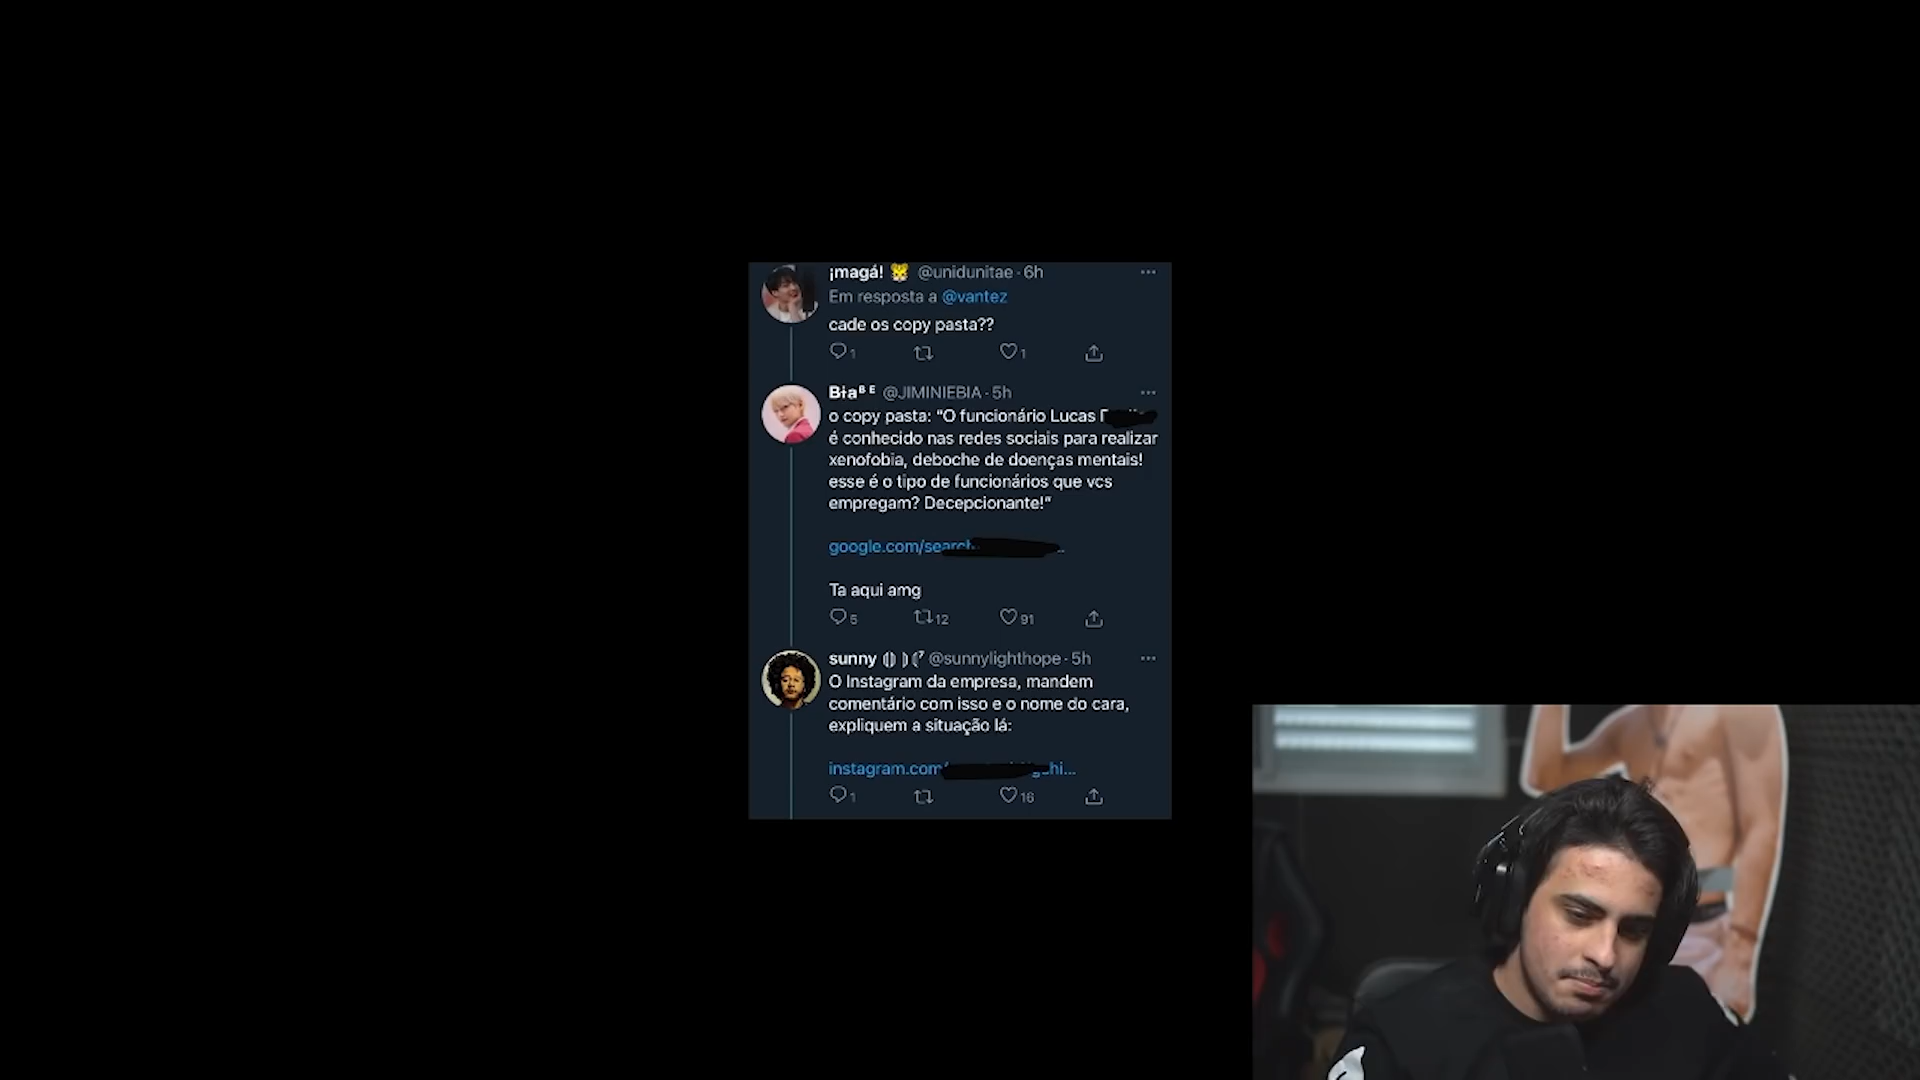 ¡magá! 🐯 @unidunitae · 6h
Em resposta a @vantez
cade os copy pasta??
1 1
Bia ᴮᴱ @JIMINIEBIA · 5h
o copy pasta: "O funcionário Lucas
é conhecido nas redes sociais para realizar
xenofobia, deboche de doenças mentais!
esse é o tipo de funcionários que vcs
empregam? Decepcionante!"
google.com/search
Ta aqui amg
5 12 91
sunny ⁷ @sunnylighthope · 5h
O Instagram da empresa, mandem
comentário com isso e o nome do cara,
expliquem a situação lá:
instagram.com/ hi...
1 16